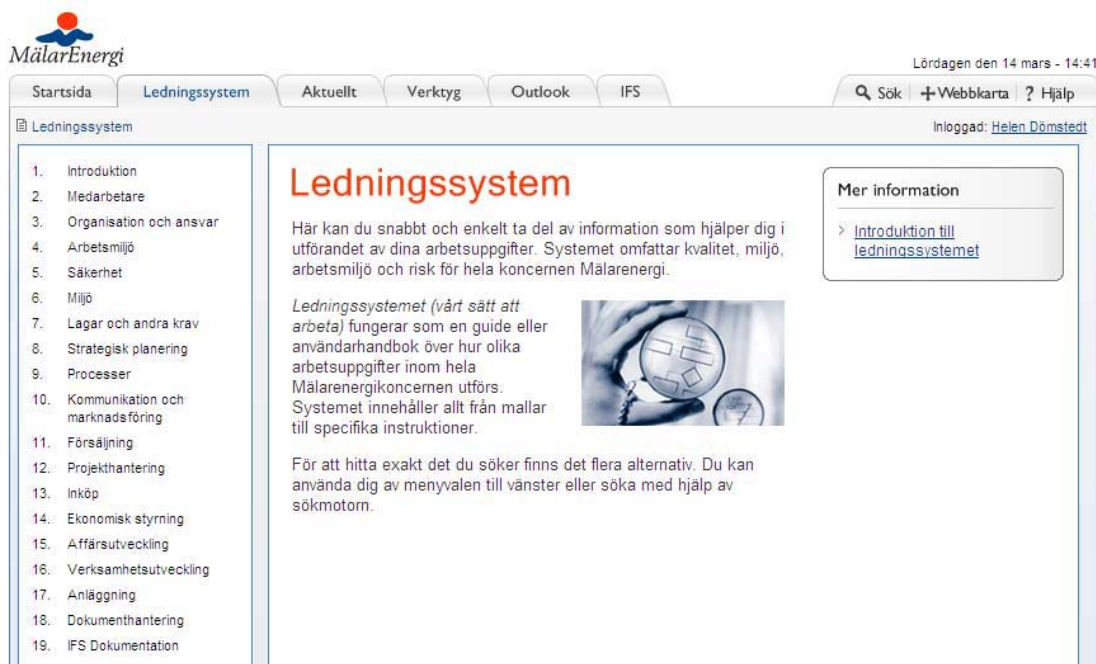 MälarEnergi
Lördagen den 14 mars - 14:41
Startsida Ledningssystem Aktuellt Verktyg Outlook IFS Sök Webbkarta ? Hjälp
Ledningssystem Inloggad: Helen Dömstedt
1. Introduktion
2. Medarbetare
3. Organisation och ansvar
4. Arbetsmiljö
5. Säkerhet
6. Miljö
7. Lagar och andra krav
8. Strategisk planering
9. Processer
10. Kommunikation och
marknadsföring
11. Försäljning
12. Projekthantering
13. Inköp
14. Ekonomisk styrning
15. Affärsutveckling
16. Verksamhetsutveckling
17. Anläggning
18. Dokumenthantering
19. IFS Dokumentation
Ledningssystem
Här kan du snabbt och enkelt ta del av information som hjälper dig i
utförandet av dina arbetsuppgifter. Systemet omfattar kvalitet, miljö,
arbetsmiljö och risk för hela koncernen Mälarenergi.
Ledningssystemet (vårt sätt att
arbeta) fungerar som en guide eller
användarhandbok över hur olika
arbetsuppgifter inom hela
Mälarenergikoncernen utförs.
Systemet innehåller allt från mallar
till specifika instruktioner.
För att hitta exakt det du söker finns det flera alternativ. Du kan
använda dig av menyvalen till vänster eller söka med hjälp av
sökmotorn.
Mer information
> Introduktion till
ledningssystemet